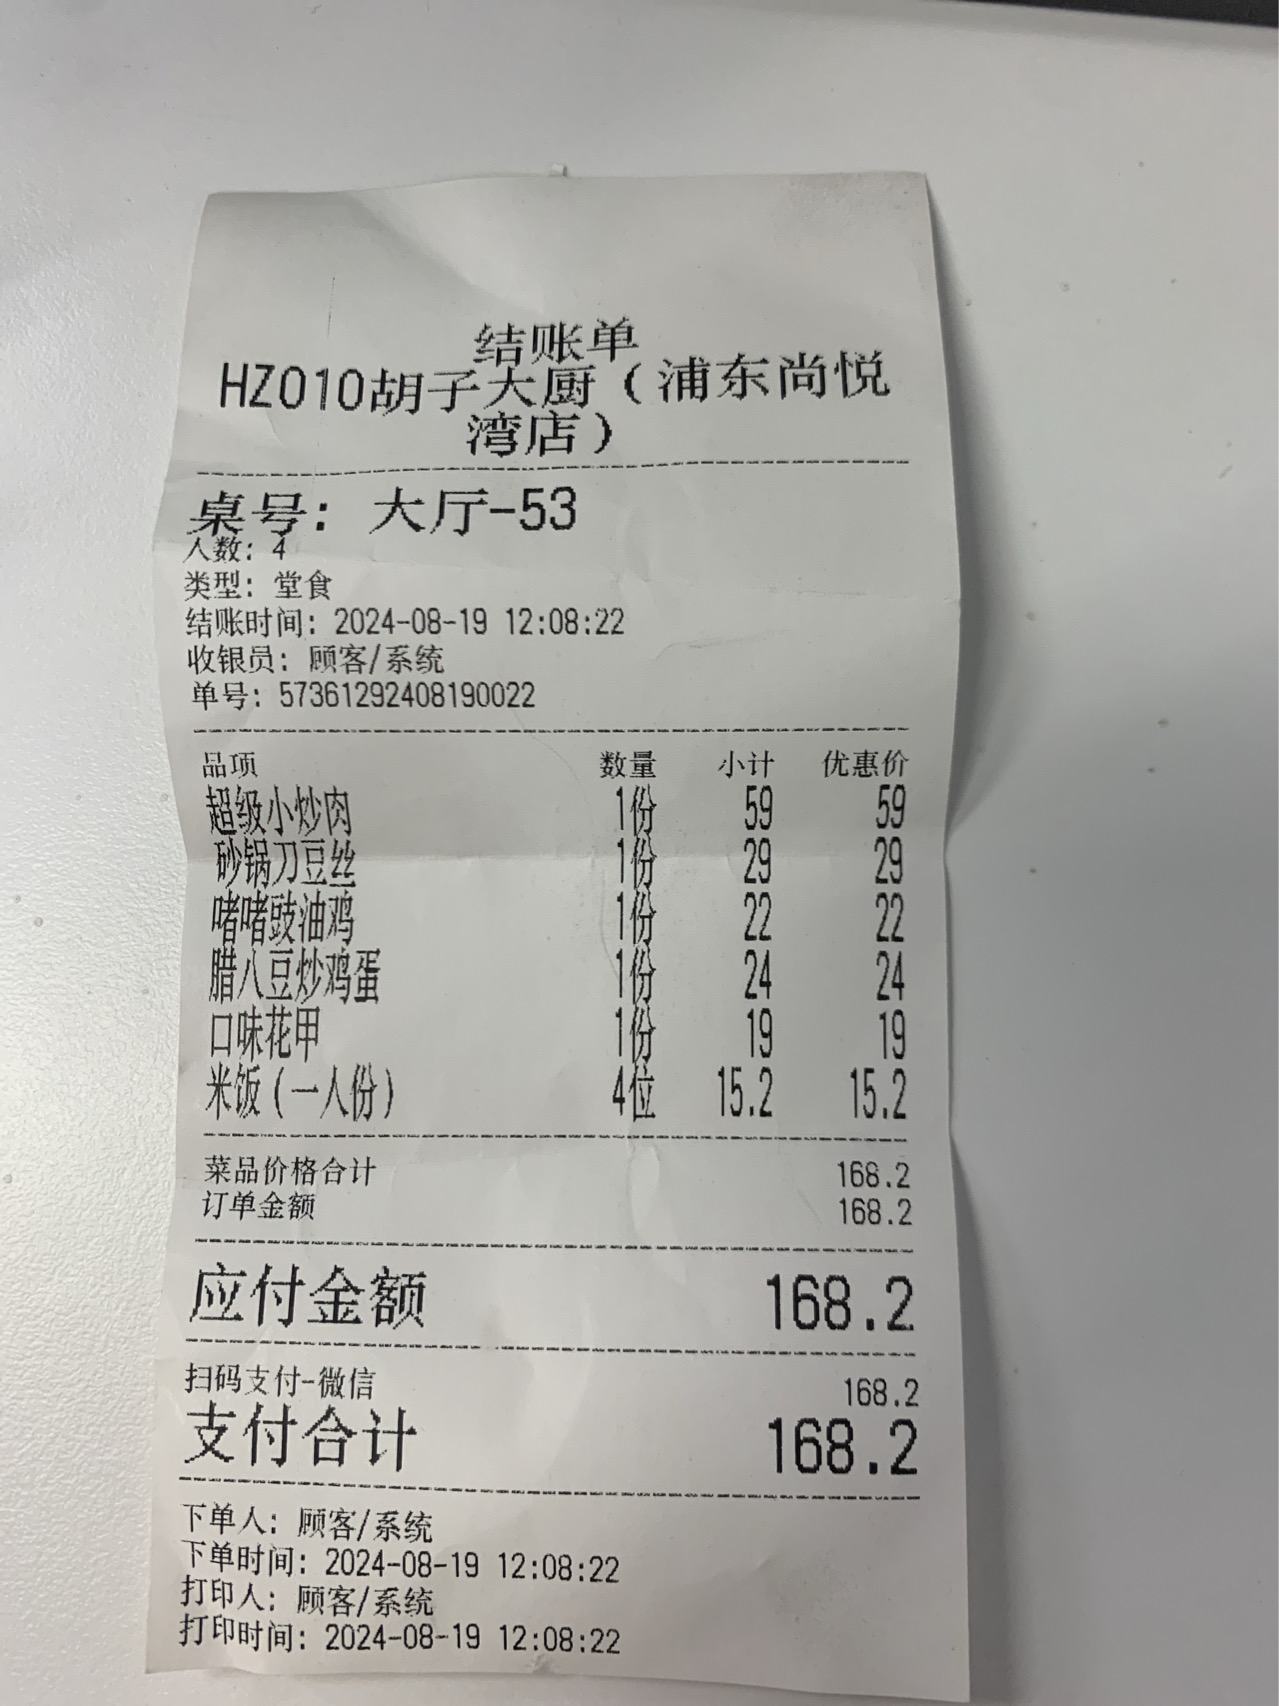 结账单
HZ010胡子大厨（浦东尚悦
湾店）
桌号：大厅-53
人数：4
类型：堂食
结账时间：2024-08-19 12:08:22
收银员：顾客/系统
单号：57361292408190022
品项 数量 小计 优惠价
超级小炒肉 1份 59 59
砂锅刀豆丝 1份 29 29
啫啫豉油鸡 1份 22 22
腊八豆炒鸡蛋 1份 24 24
口味花甲 1份 19 19
米饭（一人份） 4位 15.2 15.2
菜品价格合计 168.2
订单金额 168.2
应付金额 168.2
扫码支付-微信 168.2
支付合计 168.2
下单人：顾客/系统
下单时间：2024-08-19 12:08:22
打印人：顾客/系统
打印时间：2024-08-19 12:08:22